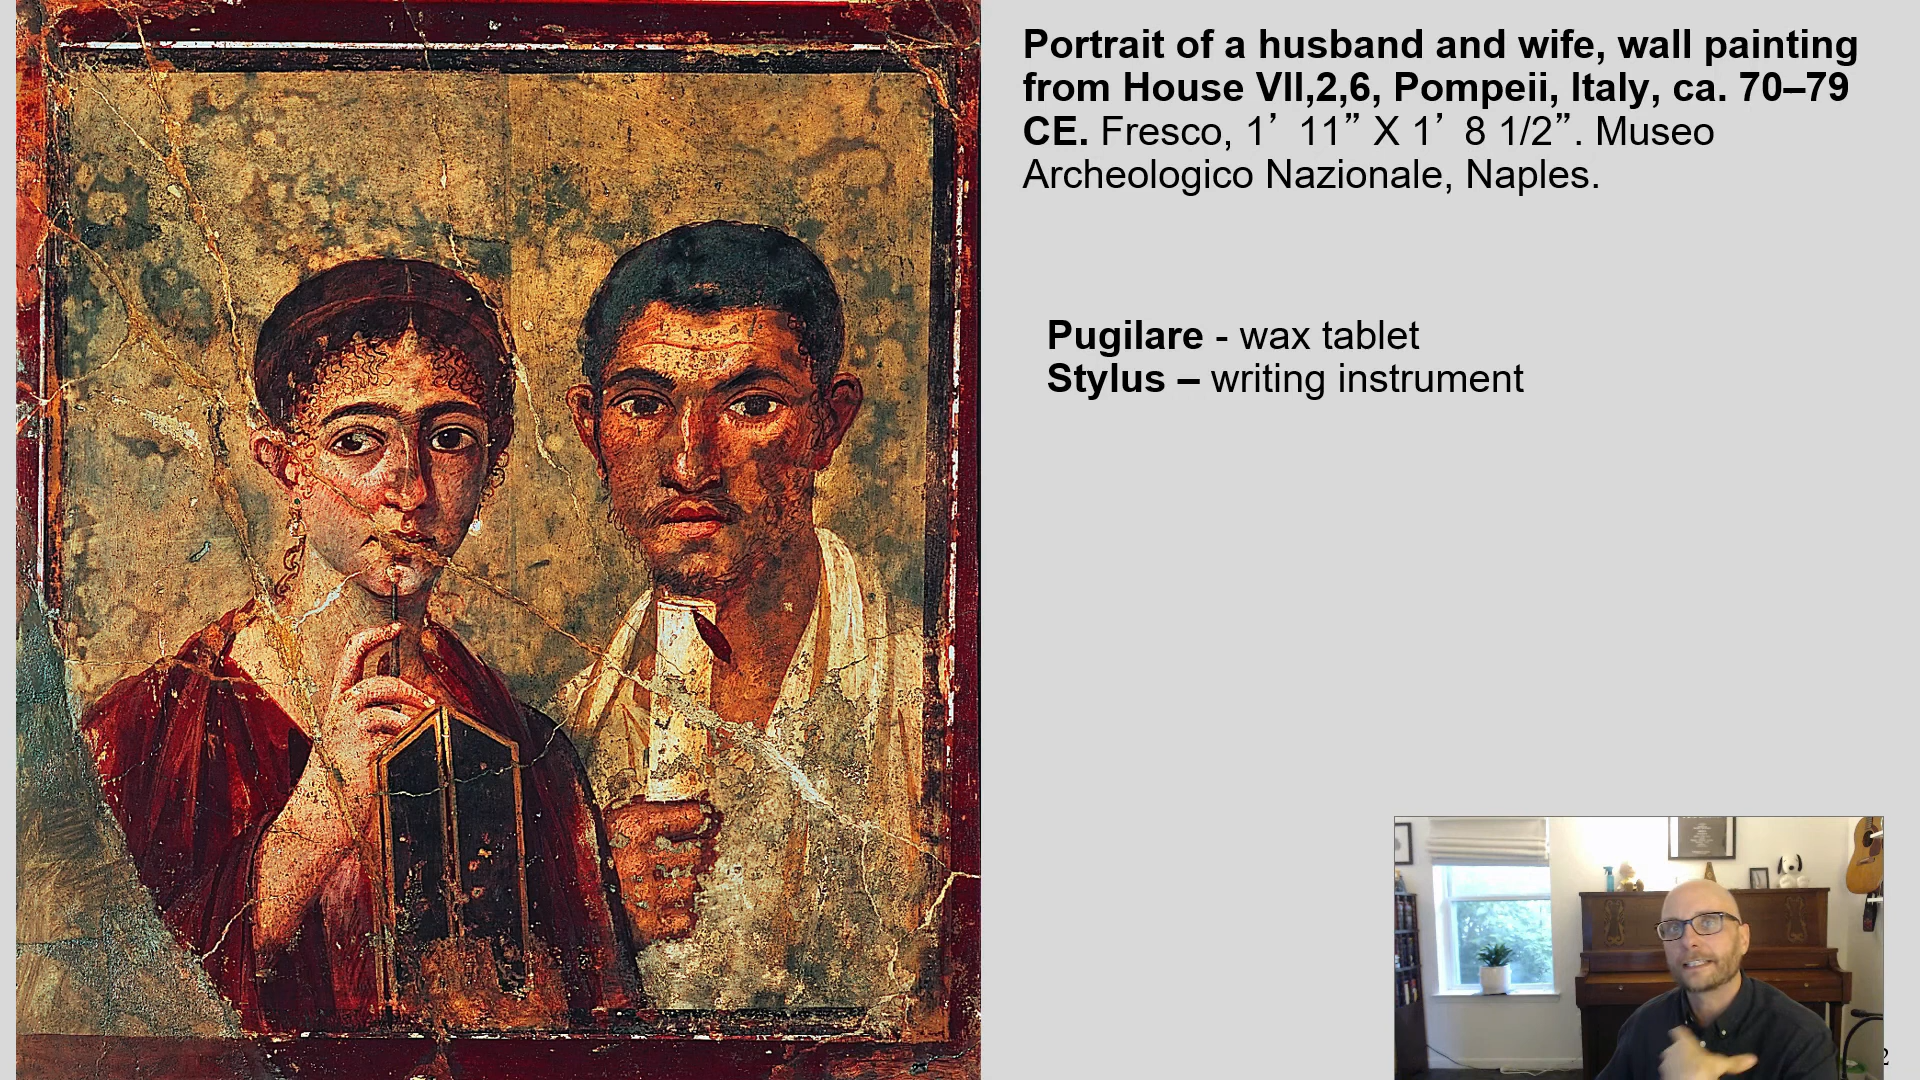 Portrait of a husband and wife, wall painting
from House VII,2,6, Pompeii, Italy, ca. 70–79
CE. Fresco, 1’ 11” X 1’ 8 1/2”. Museo
Archeologico Nazionale, Naples.
Pugilare - wax tablet
Stylus – writing instrument
2